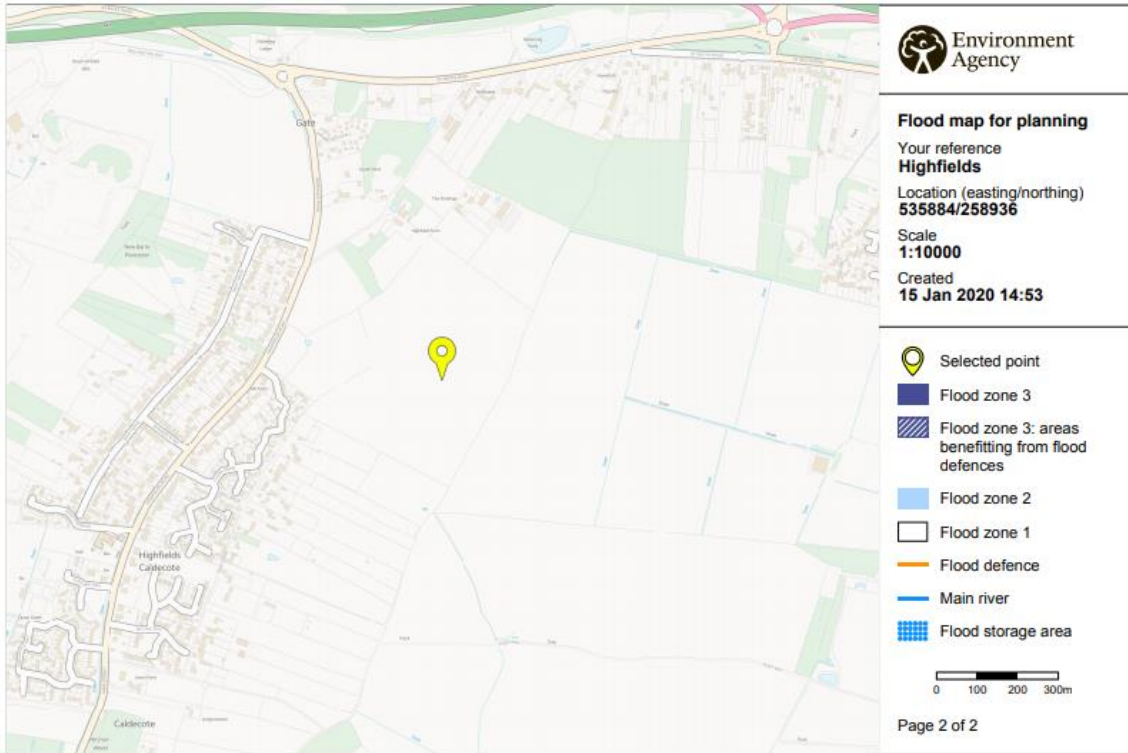 Gate
Highfields
Caldecote
Caldecote
Drain
Drain
Track
Environment
Agency
Flood map for planning
Your reference
Highfields
Location (easting/northing)
535884/258936
Scale
1:10000
Created
15 Jan 2020 14:53
Selected point
Flood zone 3
Flood zone 3: areas
benefitting from flood
defences
Flood zone 2
Flood zone 1
Flood defence
Main river
Flood storage area
0 100 200 300m
Page 2 of 2